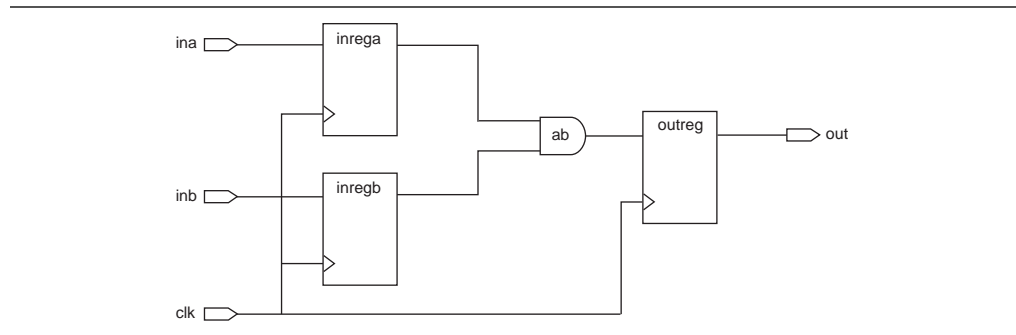 ina
inrega
ab
outreg
out
inb
inregb
clk